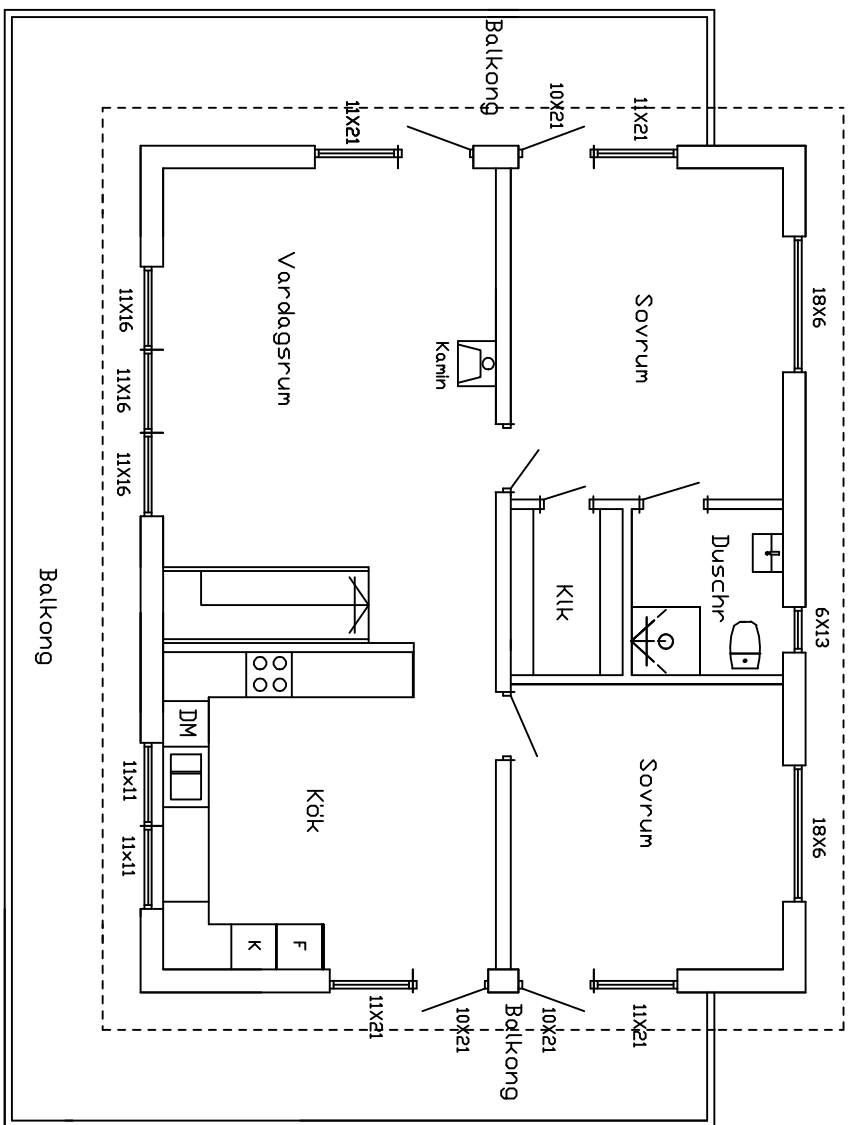 18X6
6X13
18X6
Duschr
11X21
Sovrum
Sovrum
11X21
10X21
Klk
10X21
Balkong
Balkong
10X21
Kamin
11X21
11X21
Vardagsrum
Kök
F
K
DM
11X16
11X16
11X16
11x11
11x11
Balkong